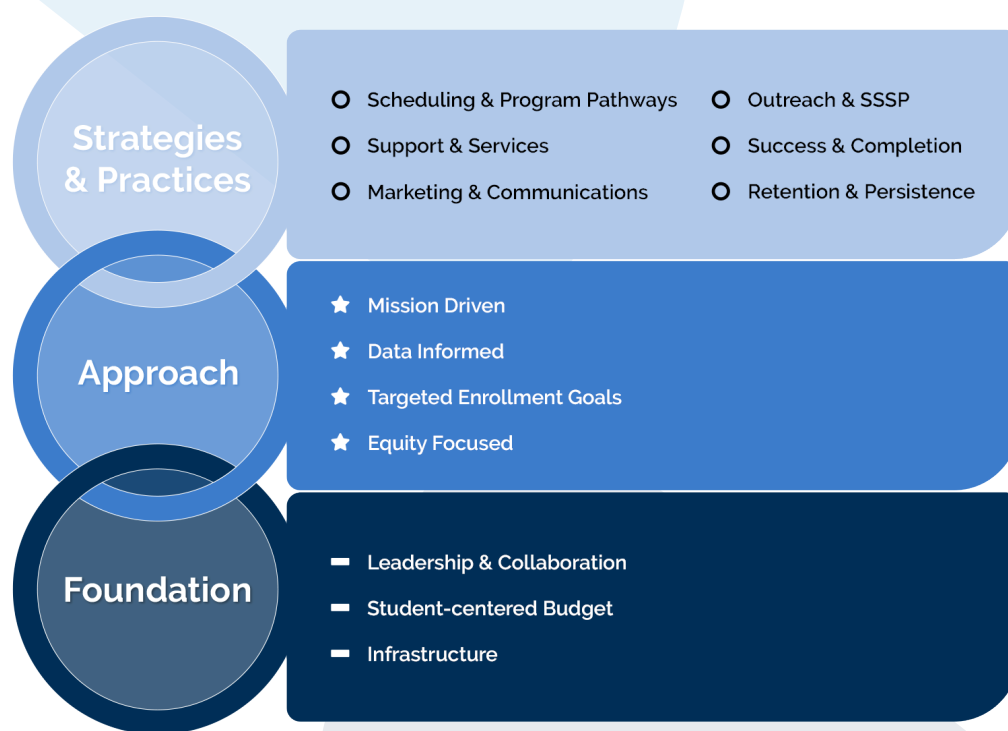 Strategies
& Practices
Scheduling & Program Pathways
Support & Services
Marketing & Communications
Outreach & SSSP
Success & Completion
Retention & Persistence
Approach
Mission Driven
Data Informed
Targeted Enrollment Goals
Equity Focused
Foundation
Leadership & Collaboration
Student-centered Budget
Infrastructure